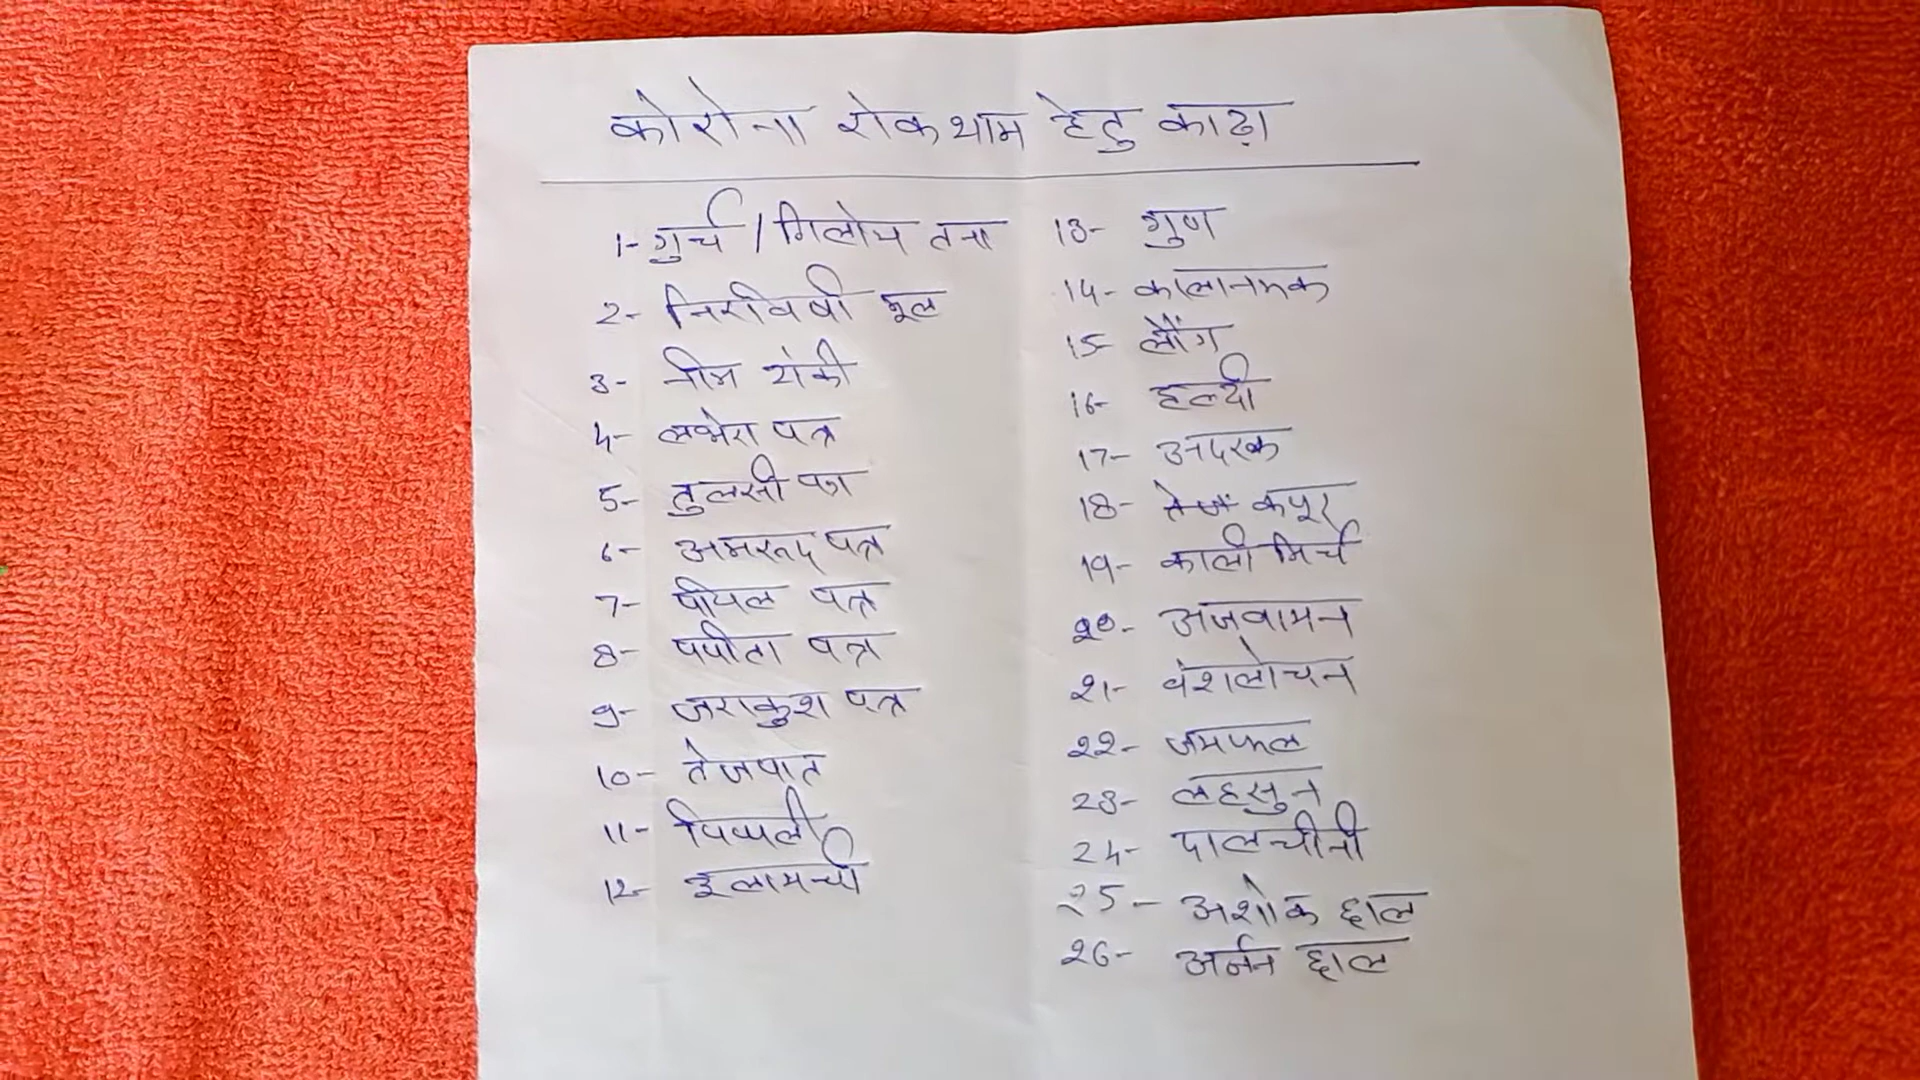 कोरोना रोकथाम हेतु काढ़ा
1- गुर्च / गिलोय तना
2- निरविषी मूल
3- नीम सींकी
4- लभेरा पत्र
5- तुलसी पत्र
6- अमरूद पत्र
7- पीपल पत्र
8- पपीता पत्र
9- जराकुश पत्र
10- तेजपात
11- पिप्पली
12- इलायची
13- गुण
14- कालानमक
15- लौंग
16- हल्दी
17- अदरक
18- कपूर
19- काली मिर्च
20- अजवायन
21- वंशलोचन
22- जयफल
23- लहसुन
24- दालचीनी
25- अशोक छाल
26- अर्जुन छाल